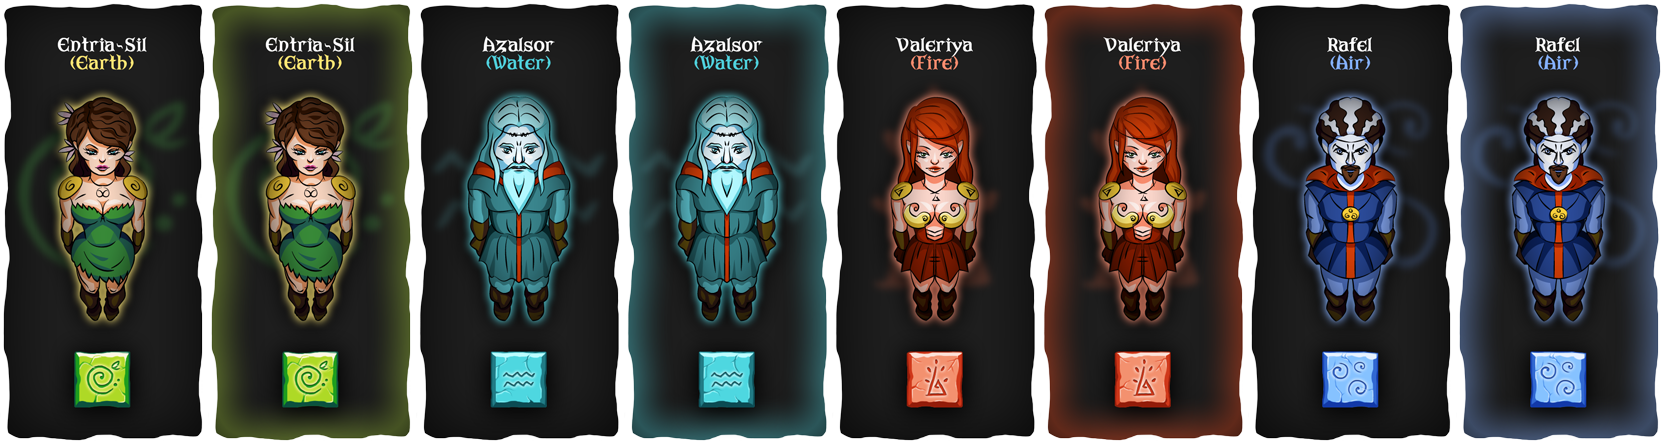 Entria-Sil
(Earth)
Entria-Sil
(Earth)
Azalsor
(Water)
Azalsor
(Water)
Valeriya
(Fire)
Valeriya
(Fire)
Rafel
(Air)
Rafel
(Air)